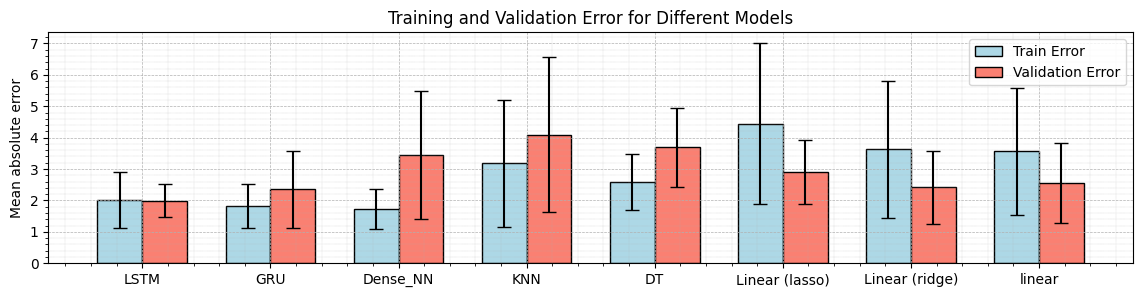 Training and Validation Error for Different Models
Mean absolute error
7
6
5
4
3
2
1
0
Train Error
Validation Error
LSTM
GRU
Dense_NN
KNN
DT
Linear (lasso)
Linear (ridge)
linear